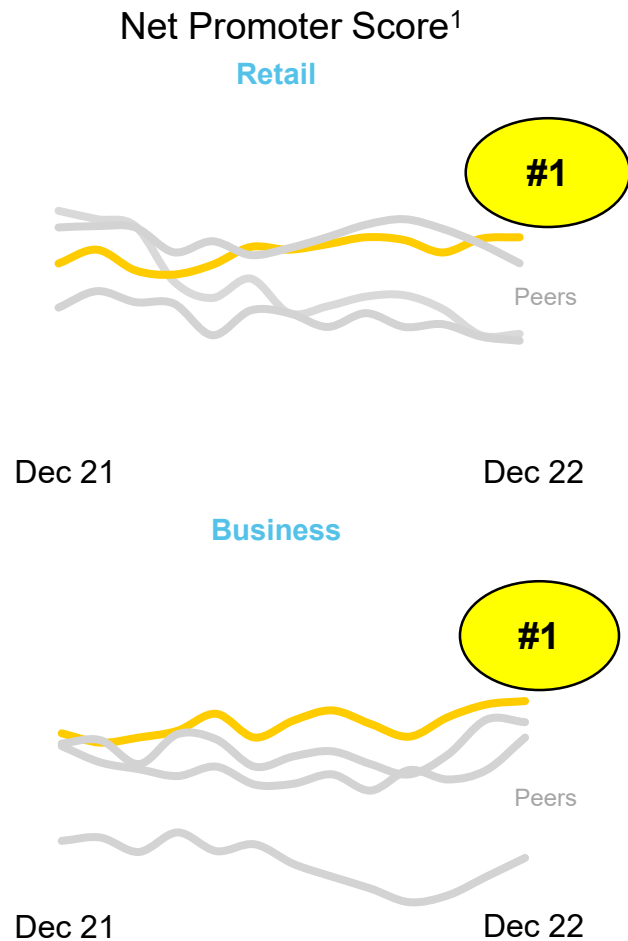 Net Promoter Score¹
Retail
#1
Peers
Dec 21 Dec 22
Business
#1
Peers
Dec 21 Dec 22